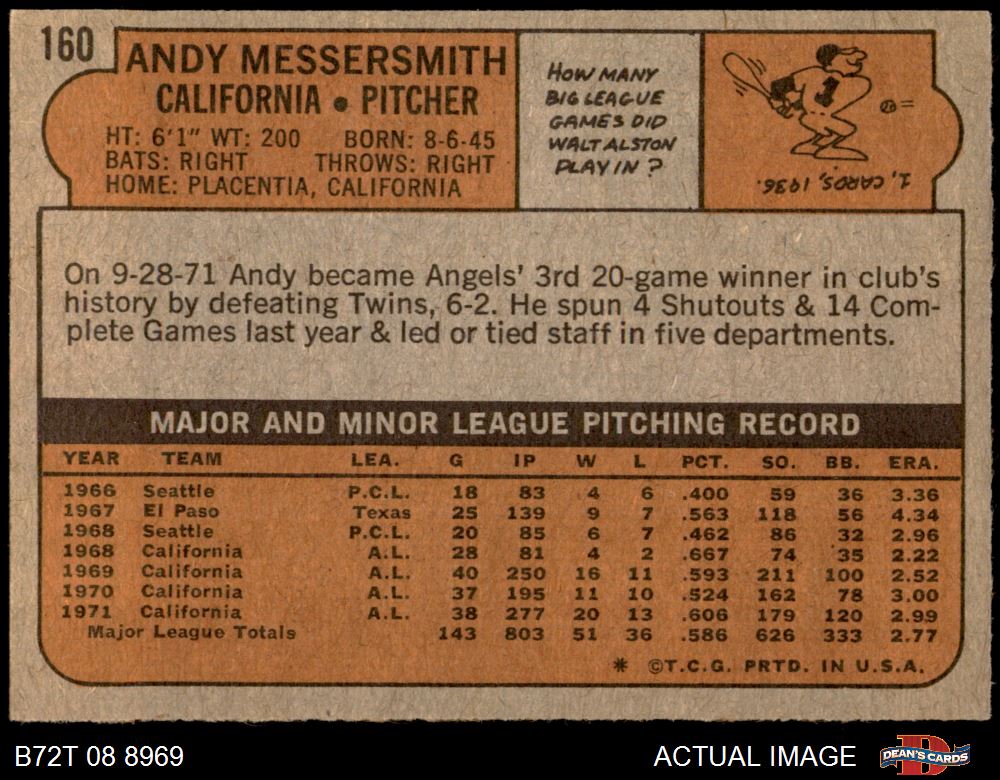 160
ANDY MESSERSMITH
CALIFORNIA • PITCHER
HT: 6'1" WT: 200 BORN: 8-6-45
BATS: RIGHT THROWS: RIGHT
HOME: PLACENTIA, CALIFORNIA
HOW MANY
BIG LEAGUE
GAMES DID
WALT ALSTON
PLAY IN?
1, CARDS, 1936.
On 9-28-71 Andy became Angels' 3rd 20-game winner in club's
history by defeating Twins, 6-2. He spun 4 Shutouts & 14 Com-
plete Games last year & led or tied staff in five departments.
MAJOR AND MINOR LEAGUE PITCHING RECORD
YEAR TEAM LEA. G IP W L PCT. SO. BB. ERA.
1966 Seattle P.C.L. 18 83 4 6 .400 59 36 3.36
1967 El Paso Texas 25 139 9 7 .563 118 56 4.34
1968 Seattle P.C.L. 20 85 6 7 .462 86 32 2.96
1968 California A.L. 28 81 4 2 .667 74 35 2.22
1969 California A.L. 40 250 16 11 .593 211 100 2.52
1970 California A.L. 37 195 11 10 .524 162 78 3.00
1971 California A.L. 38 277 20 13 .606 179 120 2.99
Major League Totals 143 803 51 36 .586 626 333 2.77
* ©T.C.G. PRTD. IN U.S.A.
B72T 08 8969
ACTUAL IMAGE
DEAN'S CARDS